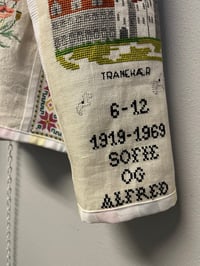 TRANEKÆR
6-12
1919-1969
SOFIE
OG
ALFRED